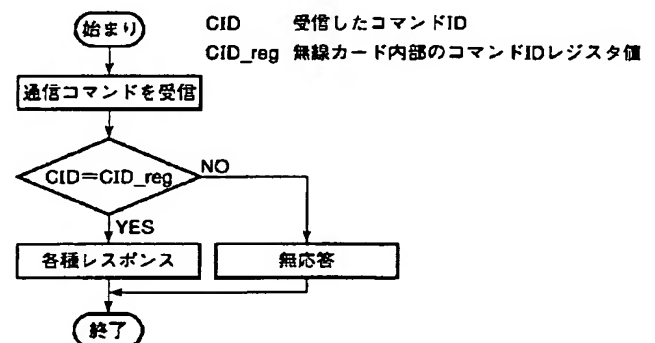 始まり
CID 受信したコマンドID
CID_reg 無線カード内部のコマンドIDレジスタ値
通信コマンドを受信
CID=CID_reg
NO
YES
各種レスポンス
無応答
終了